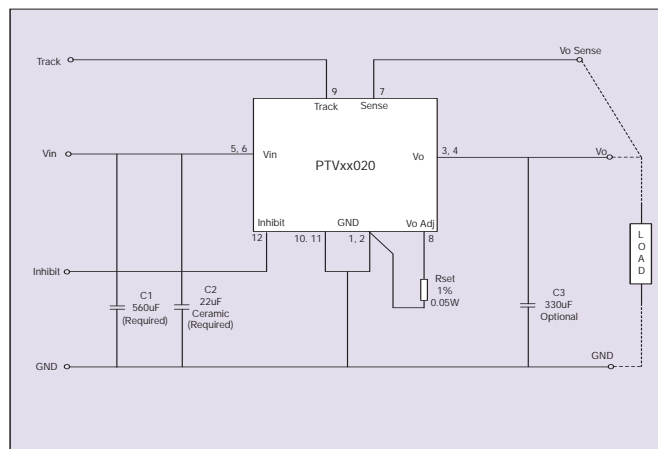 Vo Sense
Track
9
7
Track
Sense
5, 6
Vin
Vin
PTVxx020
Vo
3, 4
Vo
Inhibit
GND
Vo Adj
12
10. 11
1, 2
8
LOAD
Inhibit
C1
560uF
(Required)
C2
22uF
Ceramic
(Required)
Rset
1%
0.05W
C3
330uF
Optional
GND
GND